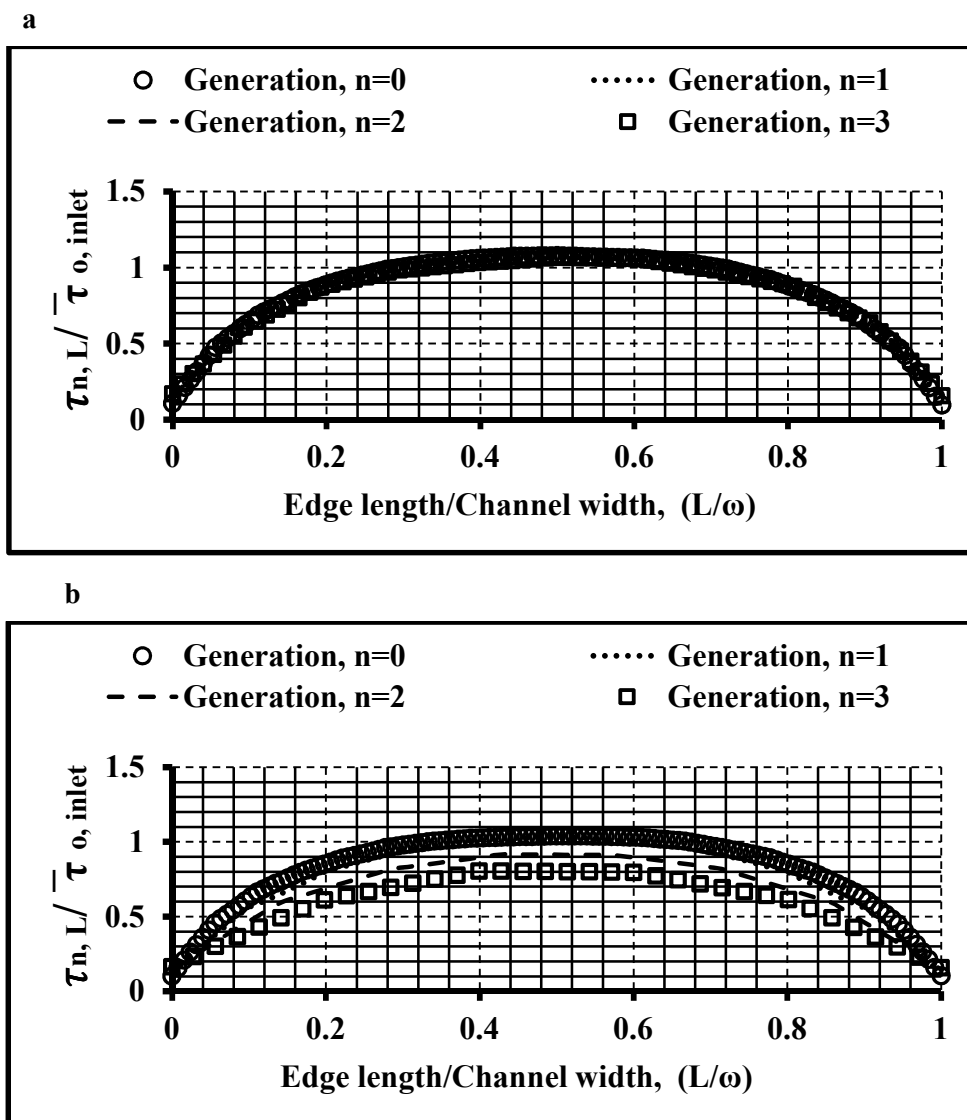 a
Generation, n=0 Generation, n=1
Generation, n=2 Generation, n=3
τn, L/ τ̅ o, inlet
1.5
1
0.5
0
0 0.2 0.4 0.6 0.8 1
Edge length/Channel width, (L/ω)
b
Generation, n=0 Generation, n=1
Generation, n=2 Generation, n=3
τn, L/ τ̅ o, inlet
1.5
1
0.5
0
0 0.2 0.4 0.6 0.8 1
Edge length/Channel width, (L/ω)